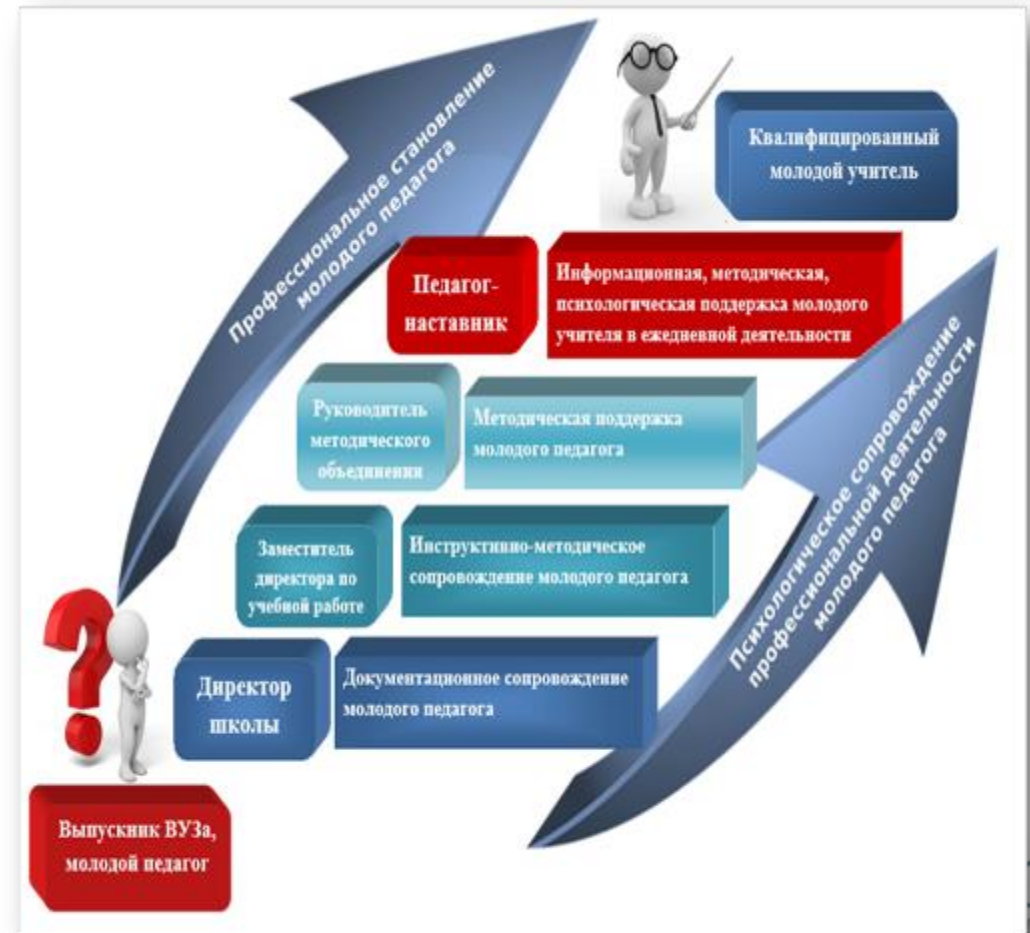 Профессиональное становление
молодого педагога
Квалифицированный
молодой учитель
Педагог-
наставник
Информационная, методическая,
психологическая поддержка молодого
учителя в ежедневной деятельности
Руководитель
методического
объединения
Методическая поддержка
молодого педагога
Заместитель
директора по
учебной работе
Инструктивно-методическое
сопровождение молодого педагога
Директор
школы
Документационное сопровождение
молодого педагога
Психологическое сопровождение
профессиональной деятельности
молодого педагога
Выпускник ВУЗа,
молодой педагог